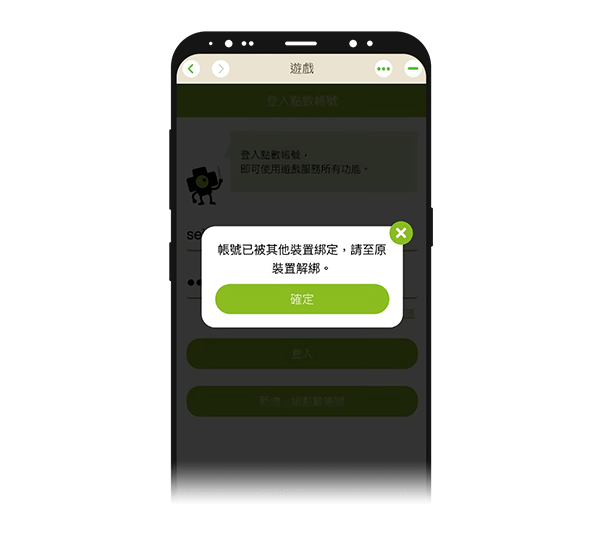 遊戲
登入點數帳號
登入點數帳號，
即可使用遊戲服務所有功能。
se
帳號已被其他裝置綁定，請至原
裝置解綁。
確定
登入